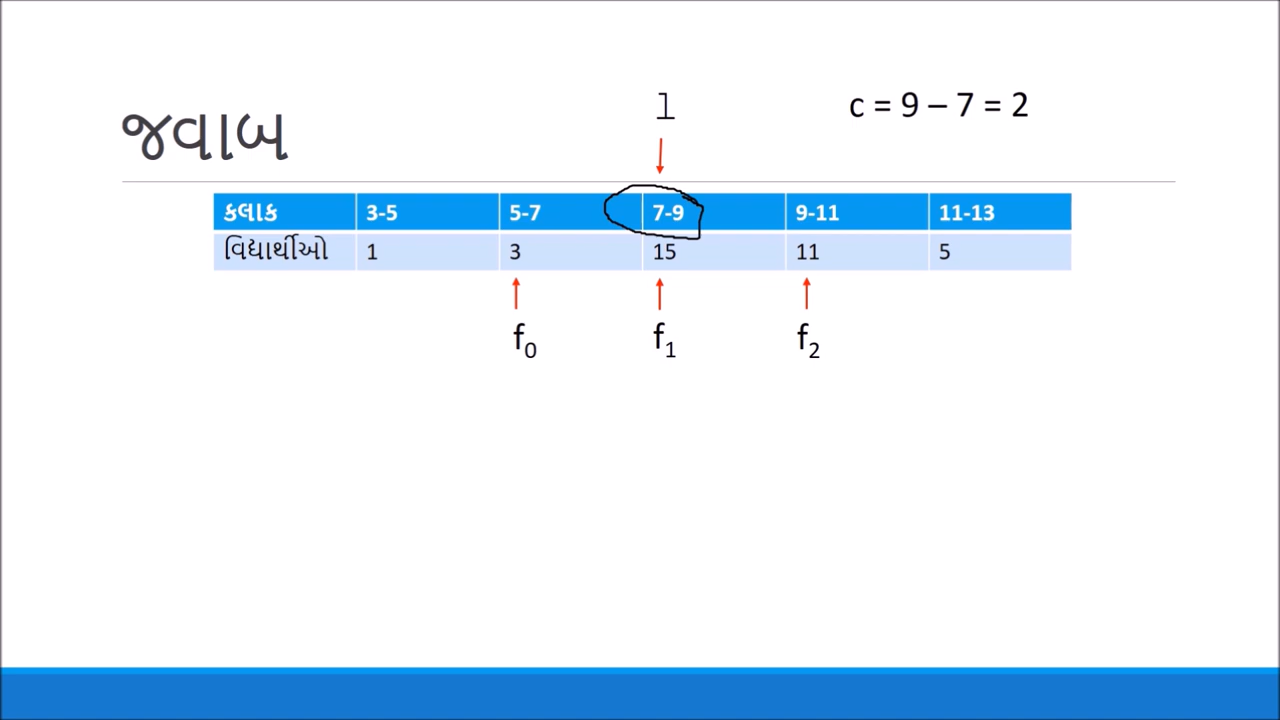 l
c = 9 – 7 = 2
જવાબ
કલાક 3-5 5-7 7-9 9-11 11-13
વિદ્યાર્થીઓ 1 3 15 11 5
f0 f1 f2